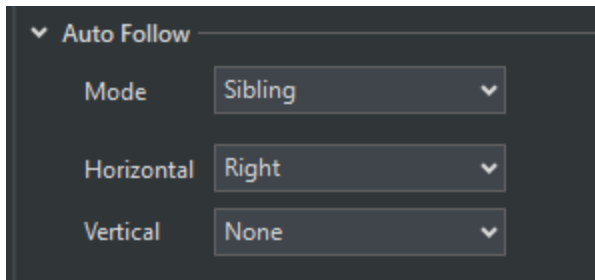 Auto Follow
Mode Sibling
Horizontal Right
Vertical None